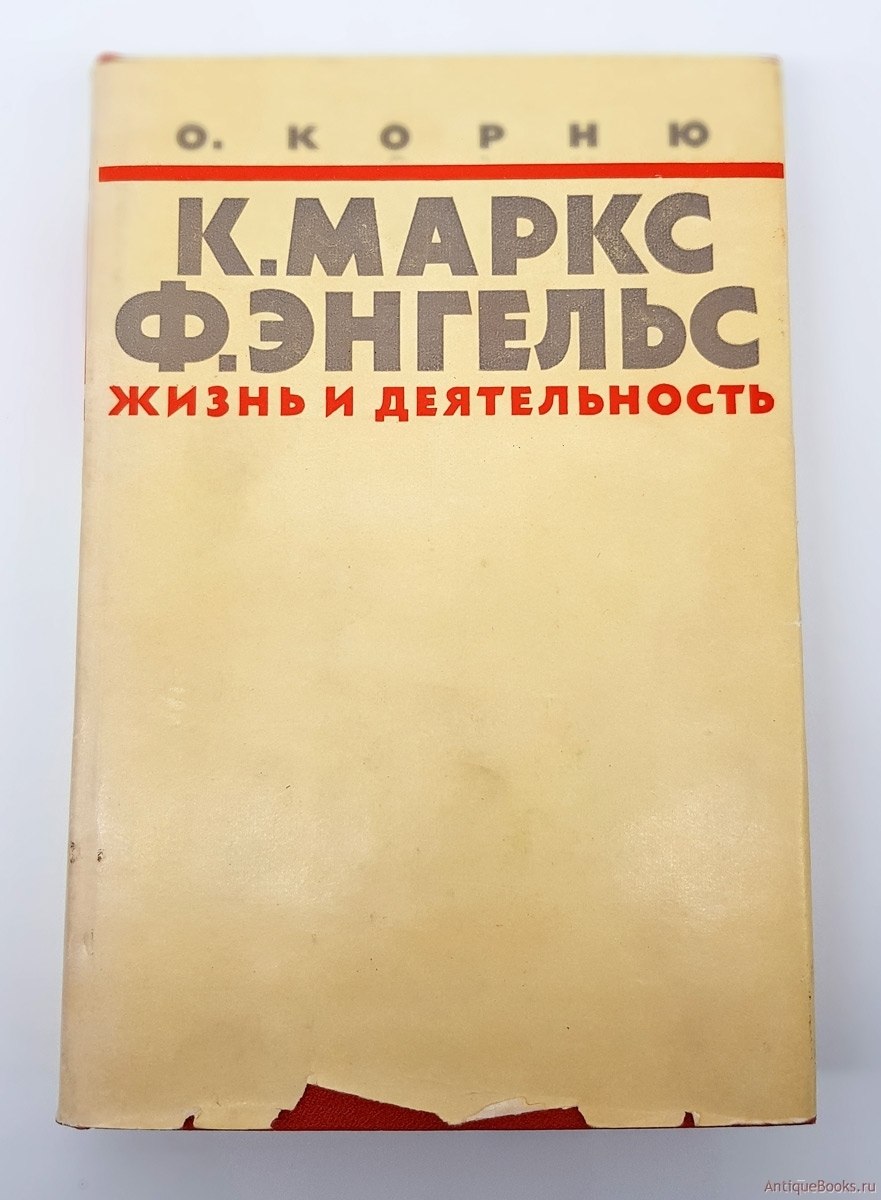 О. КОРНЮ
К. МАРКС
Ф. ЭНГЕЛЬС
ЖИЗНЬ И ДЕЯТЕЛЬНОСТЬ
AntiqueBooks.ru